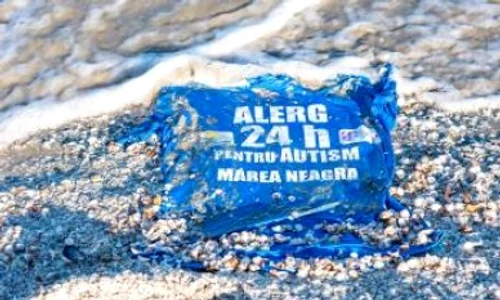 ALERG
24 h
PENTRU AUTISM
MAREA NEAGRA